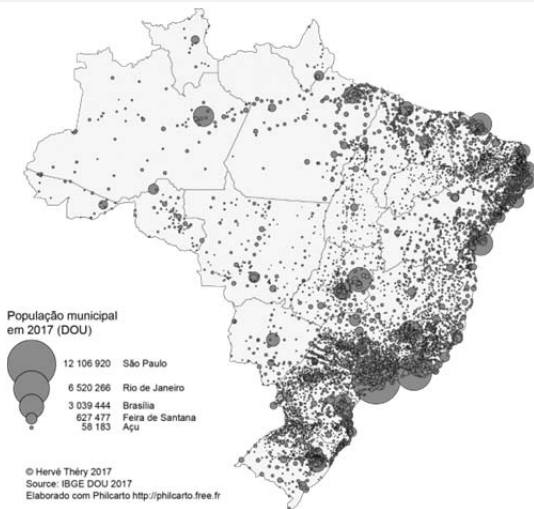 População municipal
em 2017 (DOU)
12 106 920 São Paulo
6 520 266 Rio de Janeiro
3 039 444 Brasília
627 477 Feira de Santana
58 183 Açu
© Hervé Théry 2017
Source: IBGE DOU 2017
Elaborado com Philcarto http://philcarto.free.fr